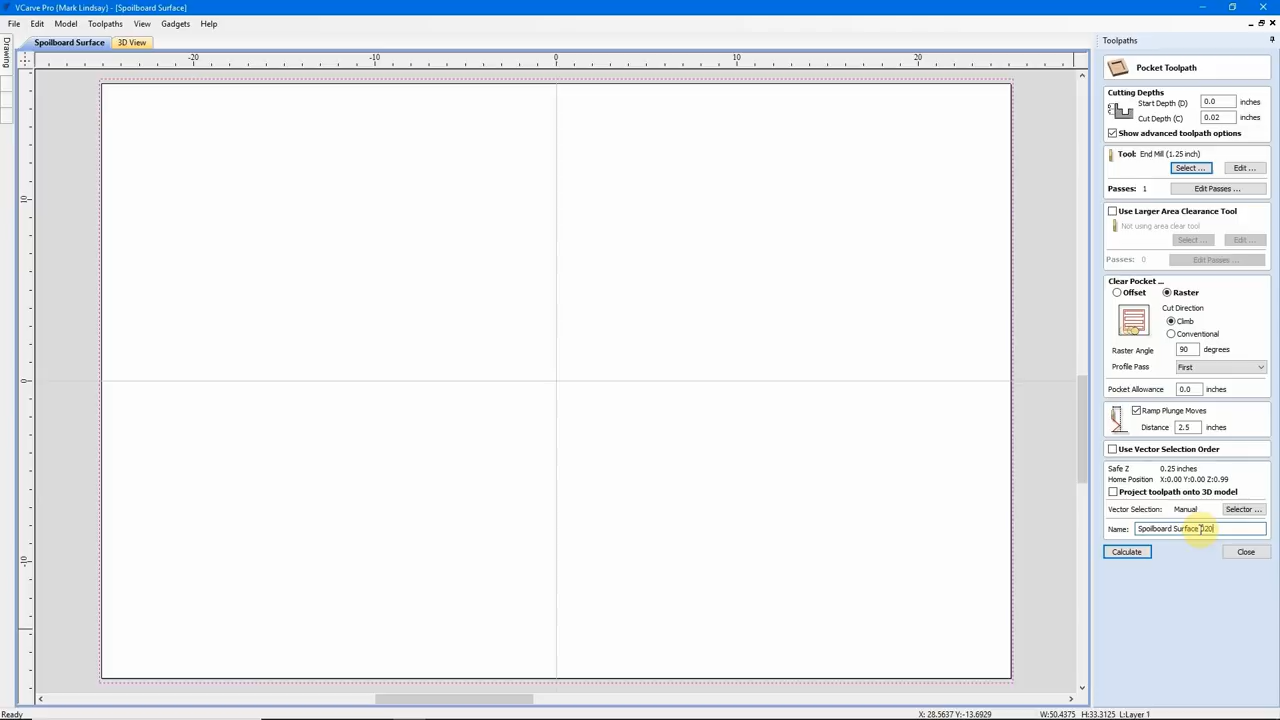 VCarve Pro (Mark Lindsay) - [Spoilboard Surface]
File Edit Model Toolpaths View Gadgets Help
Spoilboard Surface 3D View
Drawing
-20 -10 0 10 20
10
0
-10
Toolpaths
Pocket Toolpath
Cutting Depths
Start Depth (D) 0.0 inches
Cut Depth (C) 0.02 inches
Show advanced toolpath options
Tool: End Mill (1.25 inch)
Select ... Edit ...
Passes: 1 Edit Passes ...
Use Larger Area Clearance Tool
Not using area clear tool
Select ... Edit ...
Passes: 0 Edit Passes ...
Clear Pocket ...
Offset Raster
Cut Direction
Climb
Conventional
Raster Angle 90 degrees
Profile Pass First
Pocket Allowance 0.0 inches
Ramp Plunge Moves
Distance 2.5 inches
Use Vector Selection Order
Safe Z 0.25 inches
Home Position X:0.00 Y:0.00 Z:0.99
Project toolpath onto 3D model
Vector Selection: Manual Selector ...
Name: Spoilboard Surface 020
Calculate Close
Ready X: 28.5637 Y:-13.6929 W:50.4375 H:33.3125 L:Layer 1